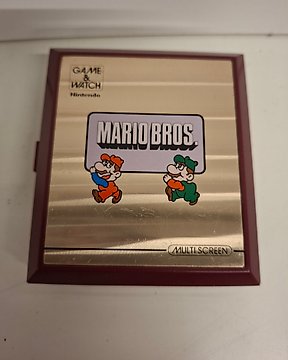 GAME
&
WATCH
Nintendo
MARIO BROS.
MULTI SCREEN